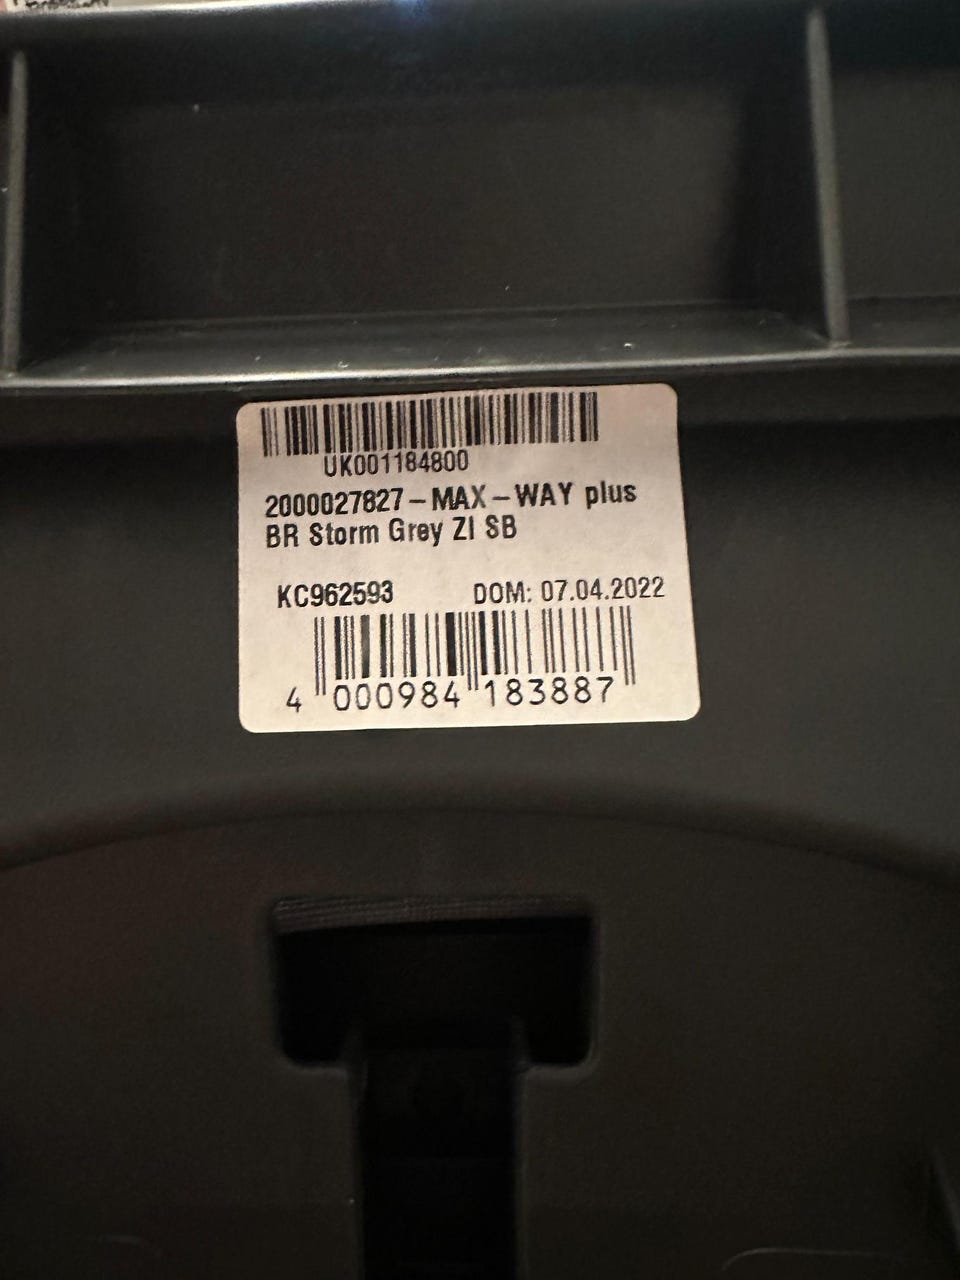 UK001184800
2000027827-MAX-WAY plus
BR Storm Grey ZI SB
KC962593 DOM: 07.04.2022
4 000984 183887